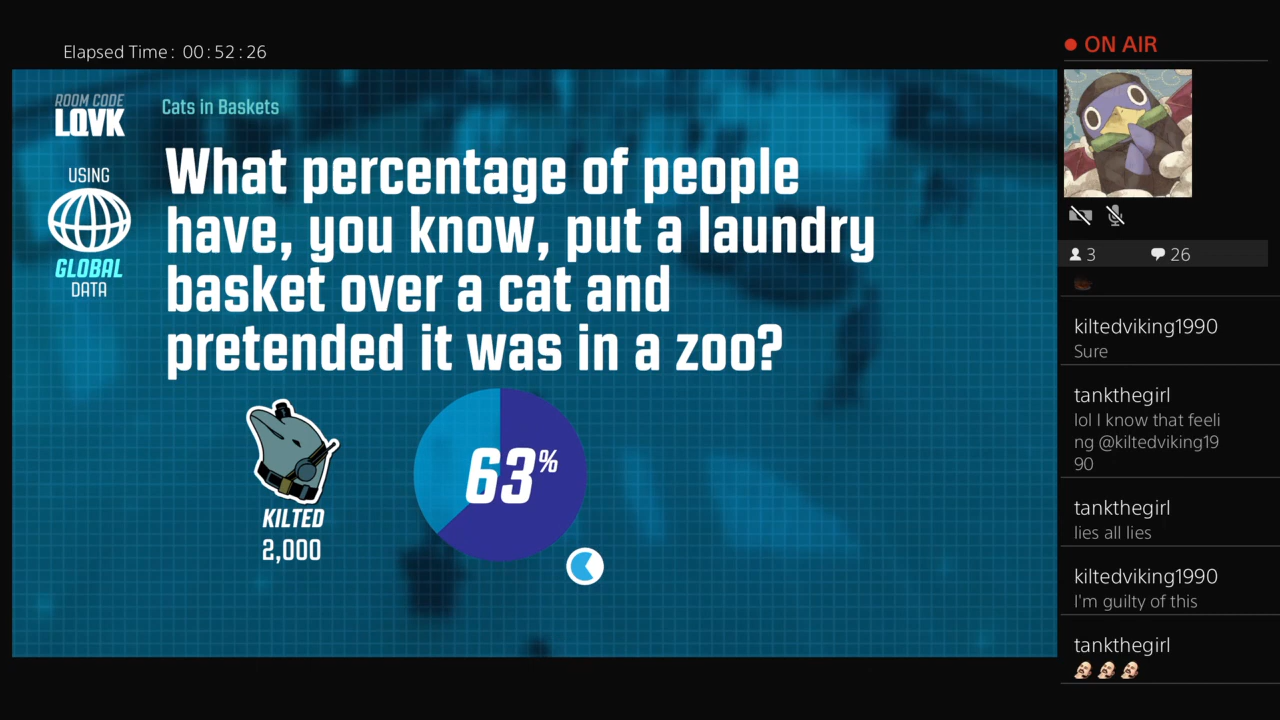 Elapsed Time: 00:52:26
ON AIR
ROOM CODE
LQVK
Cats in Baskets
USING
GLOBAL
DATA
What percentage of people
have, you know, put a laundry
basket over a cat and
pretended it was in a zoo?
63%
KILTED
2,000
3
26
kiltedviking1990
Sure
tankthegirl
lol I know that feeli
ng @kiltedviking19
90
tankthegirl
lies all lies
kiltedviking1990
I'm guilty of this
tankthegirl